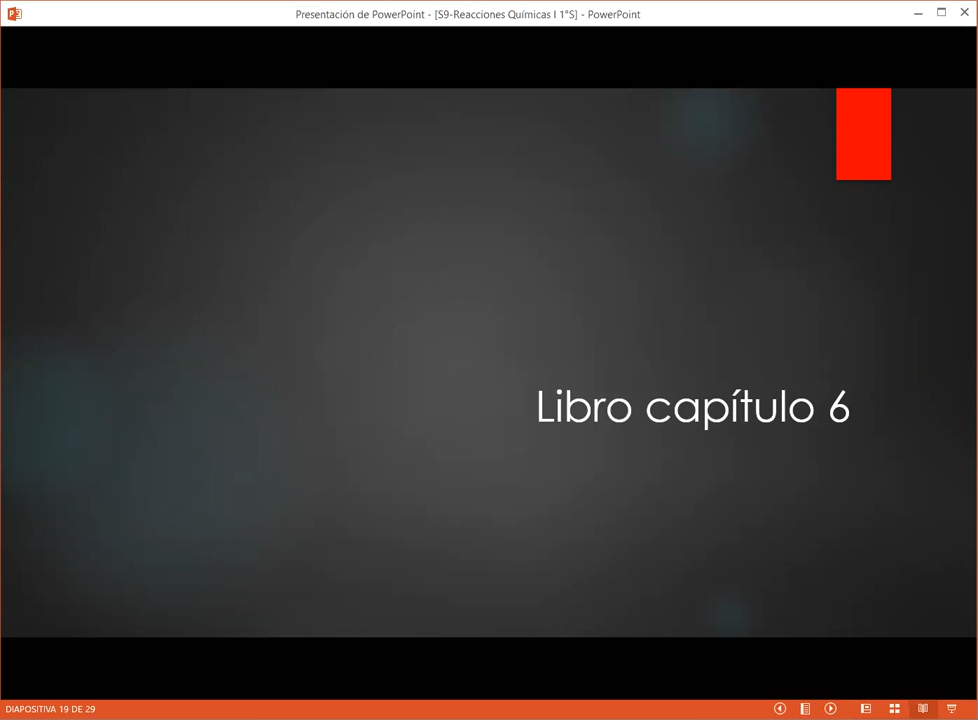 Presentación de PowerPoint - [S9-Reacciones Químicas I 1°S] - PowerPoint
Libro capítulo 6
DIAPOSITIVA 19 DE 29